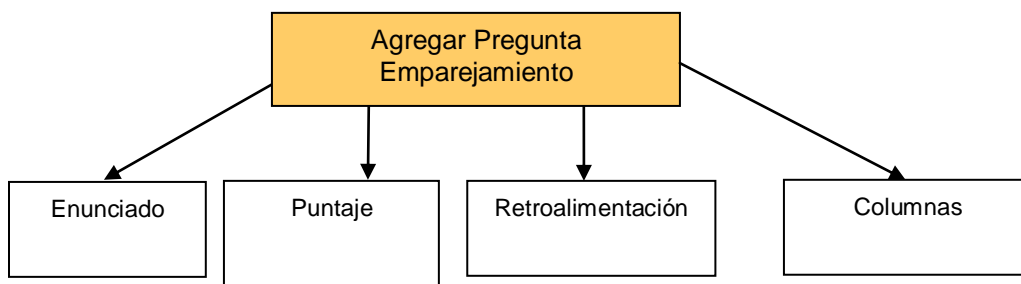 Agregar Pregunta
Emparejamiento
Enunciado
Puntaje
Retroalimentación
Columnas